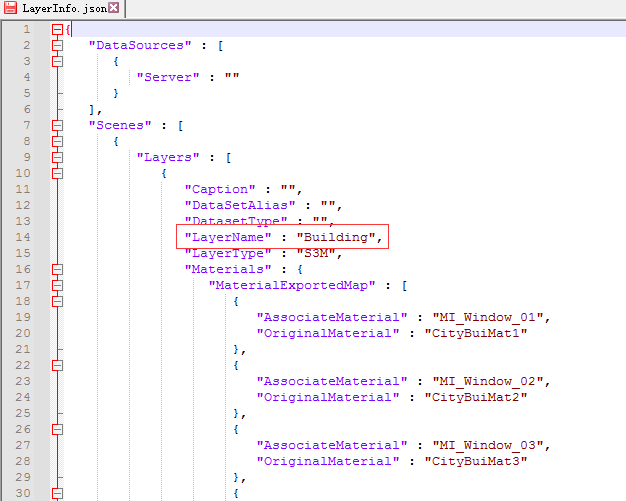 LayerInfo.json
1 {
2 "DataSources" : [
3 {
4 "Server" : ""
5 }
6 ],
7 "Scenes" : [
8 {
9 "Layers" : [
10 {
11 "Caption" : "",
12 "DataSetAlias" : "",
13 "DatasetType" : "",
14 "LayerName" : "Building",
15 "LayerType" : "S3M",
16 "Materials" : {
17 "MaterialExportedMap" : [
18 {
19 "AssociateMaterial" : "MI_Window_01",
20 "OriginalMaterial" : "CityBuiMat1"
21 },
22 {
23 "AssociateMaterial" : "MI_Window_02",
24 "OriginalMaterial" : "CityBuiMat2"
25 },
26 {
27 "AssociateMaterial" : "MI_Window_03",
28 "OriginalMaterial" : "CityBuiMat3"
29 },
30 {